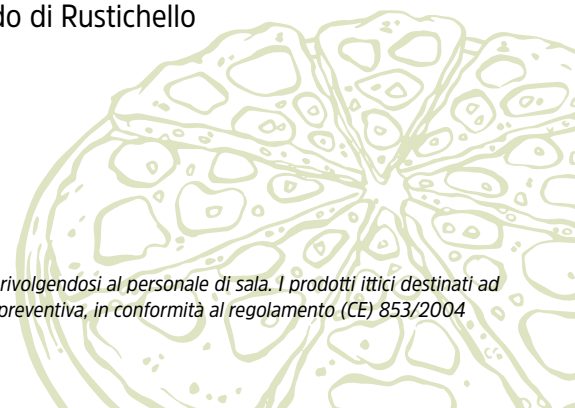 do di Rustichello
rivolgendosi al personale di sala. I prodotti ittici destinati ad
preventiva, in conformità al regolamento (CE) 853/2004